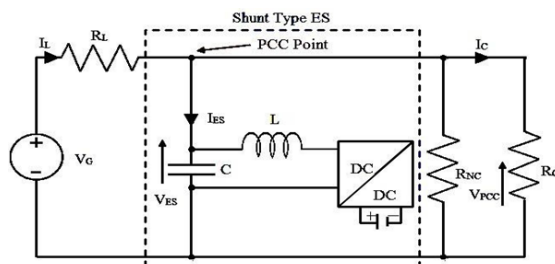 Shunt Type ES
IL
RL
PCC Point
IC
IES
L
VG
C
VES
DC
DC
+
-
RNC
VPCC
+
-